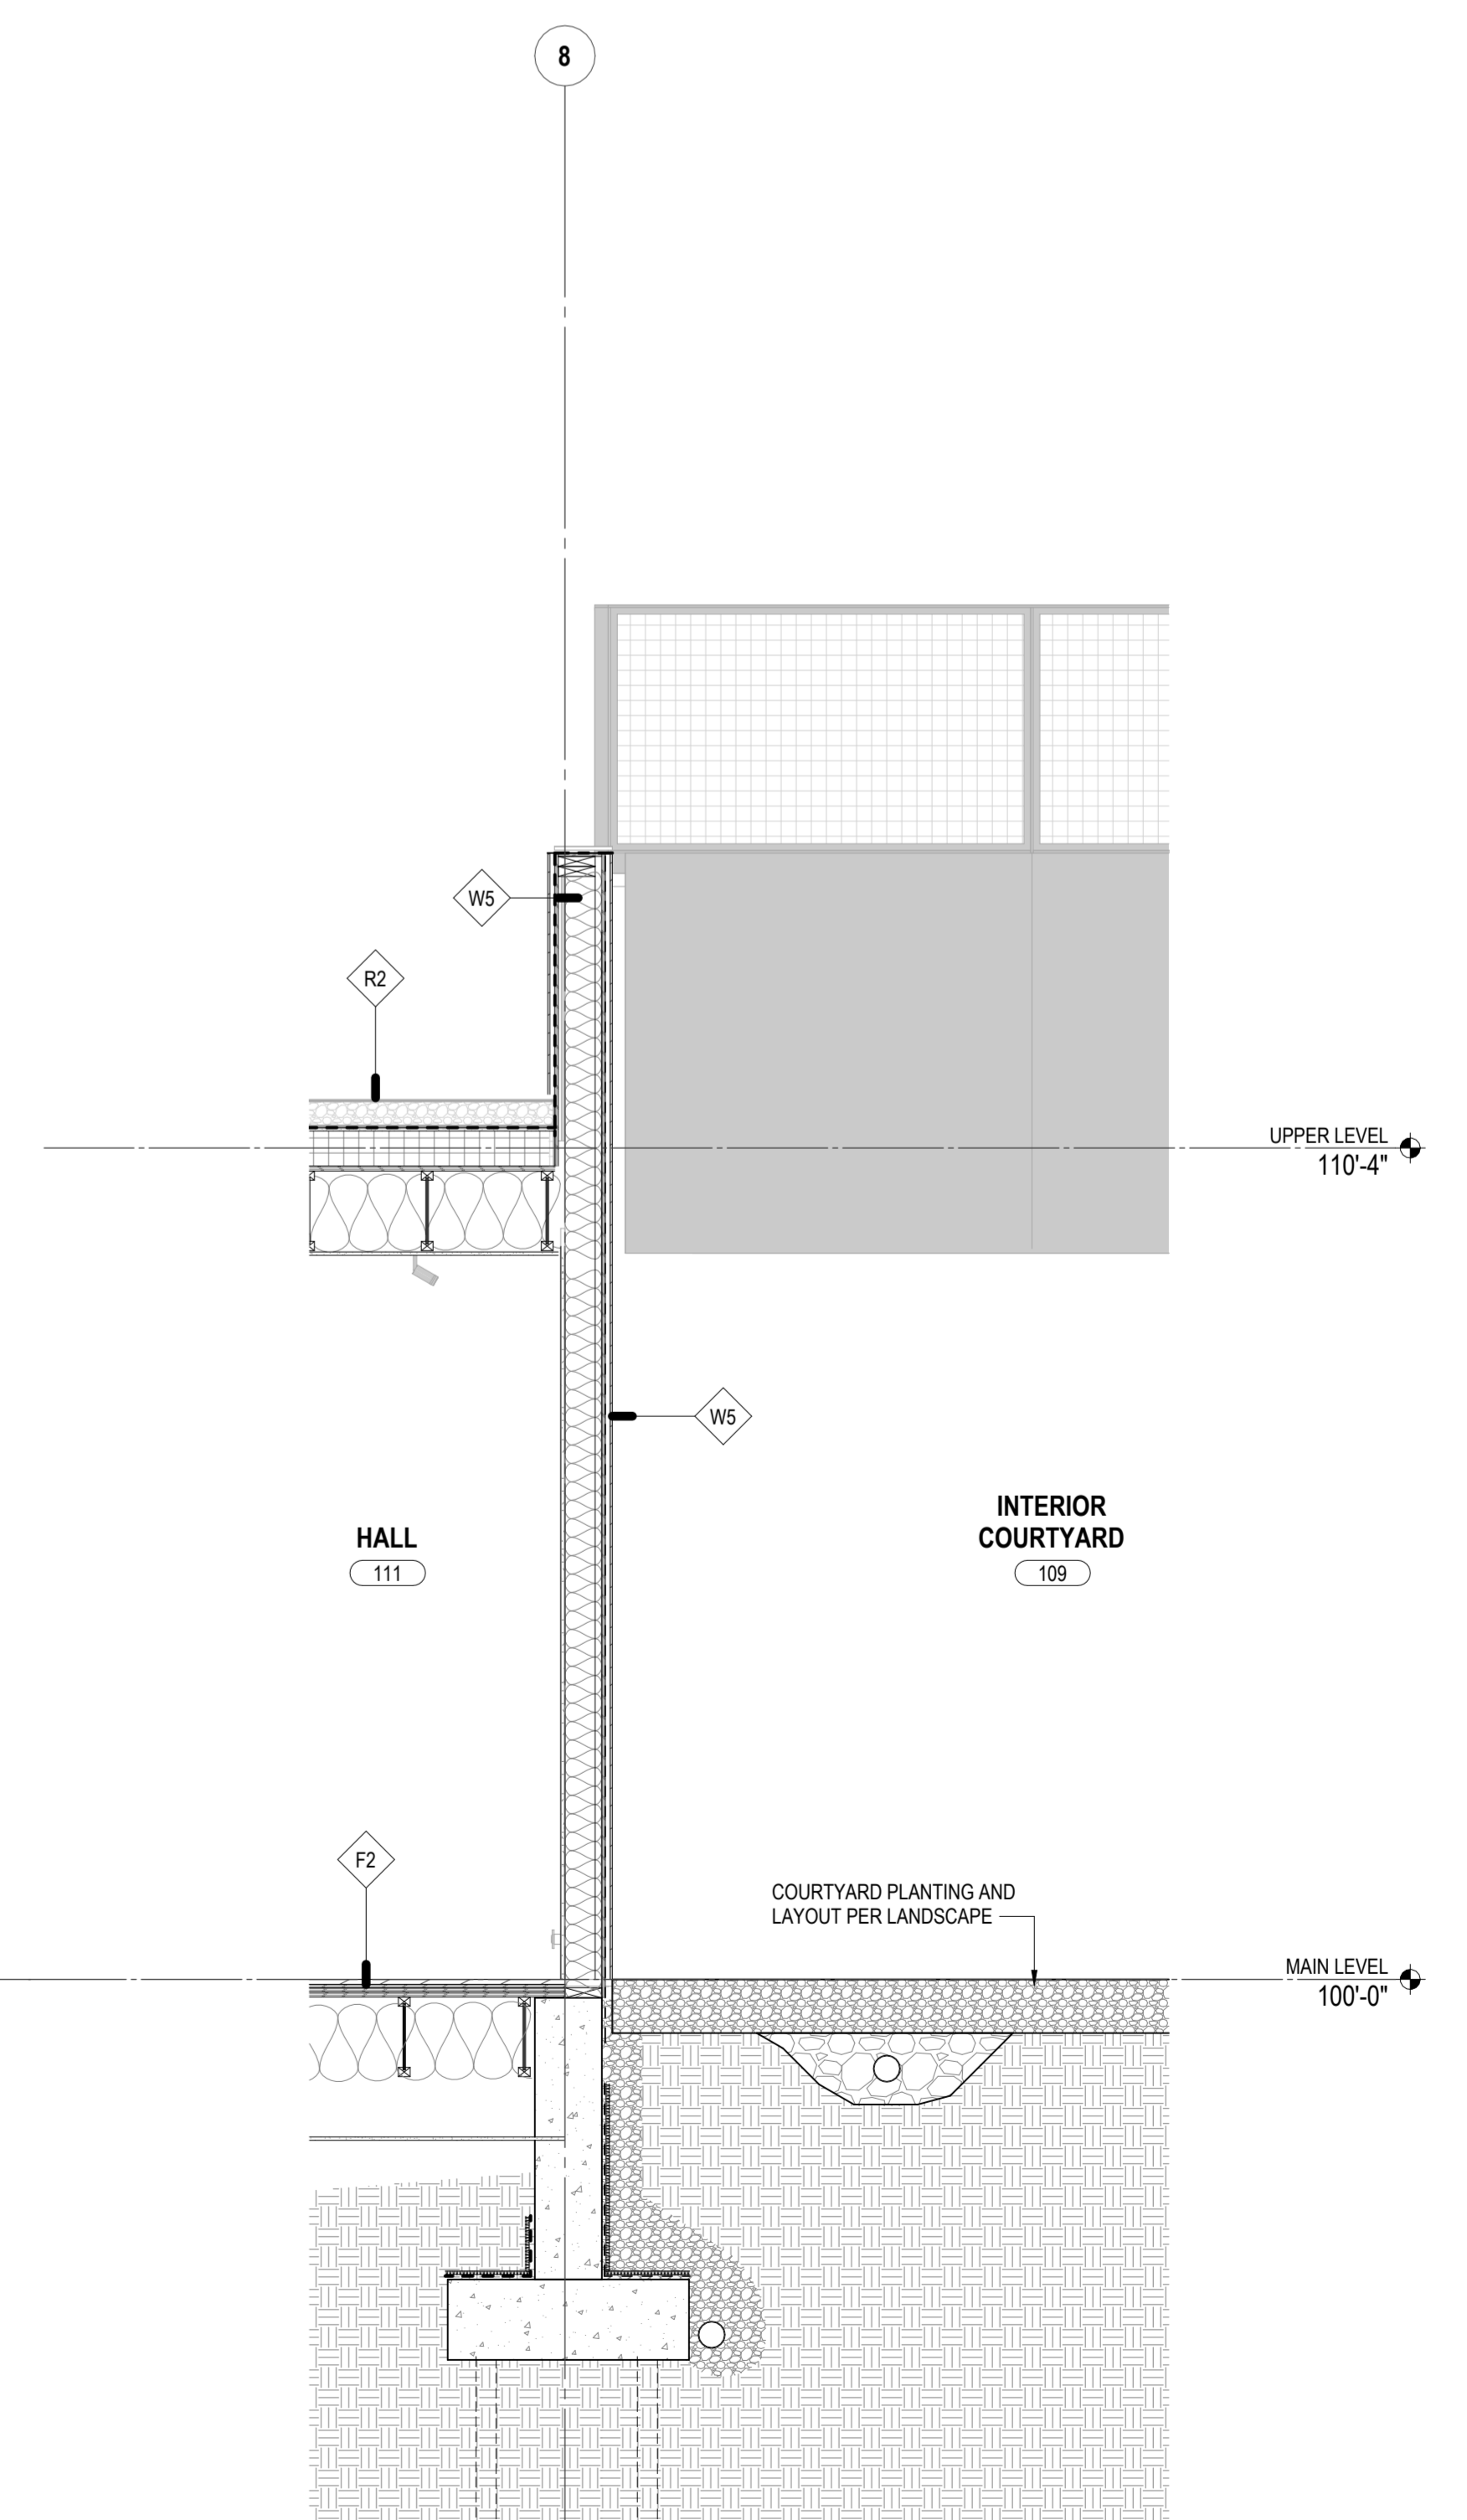 8
W5
R2
UPPER LEVEL
110'-4"
W5
HALL
111
INTERIOR
COURTYARD
109
F2
COURTYARD PLANTING AND
LAYOUT PER LANDSCAPE
MAIN LEVEL
100'-0"